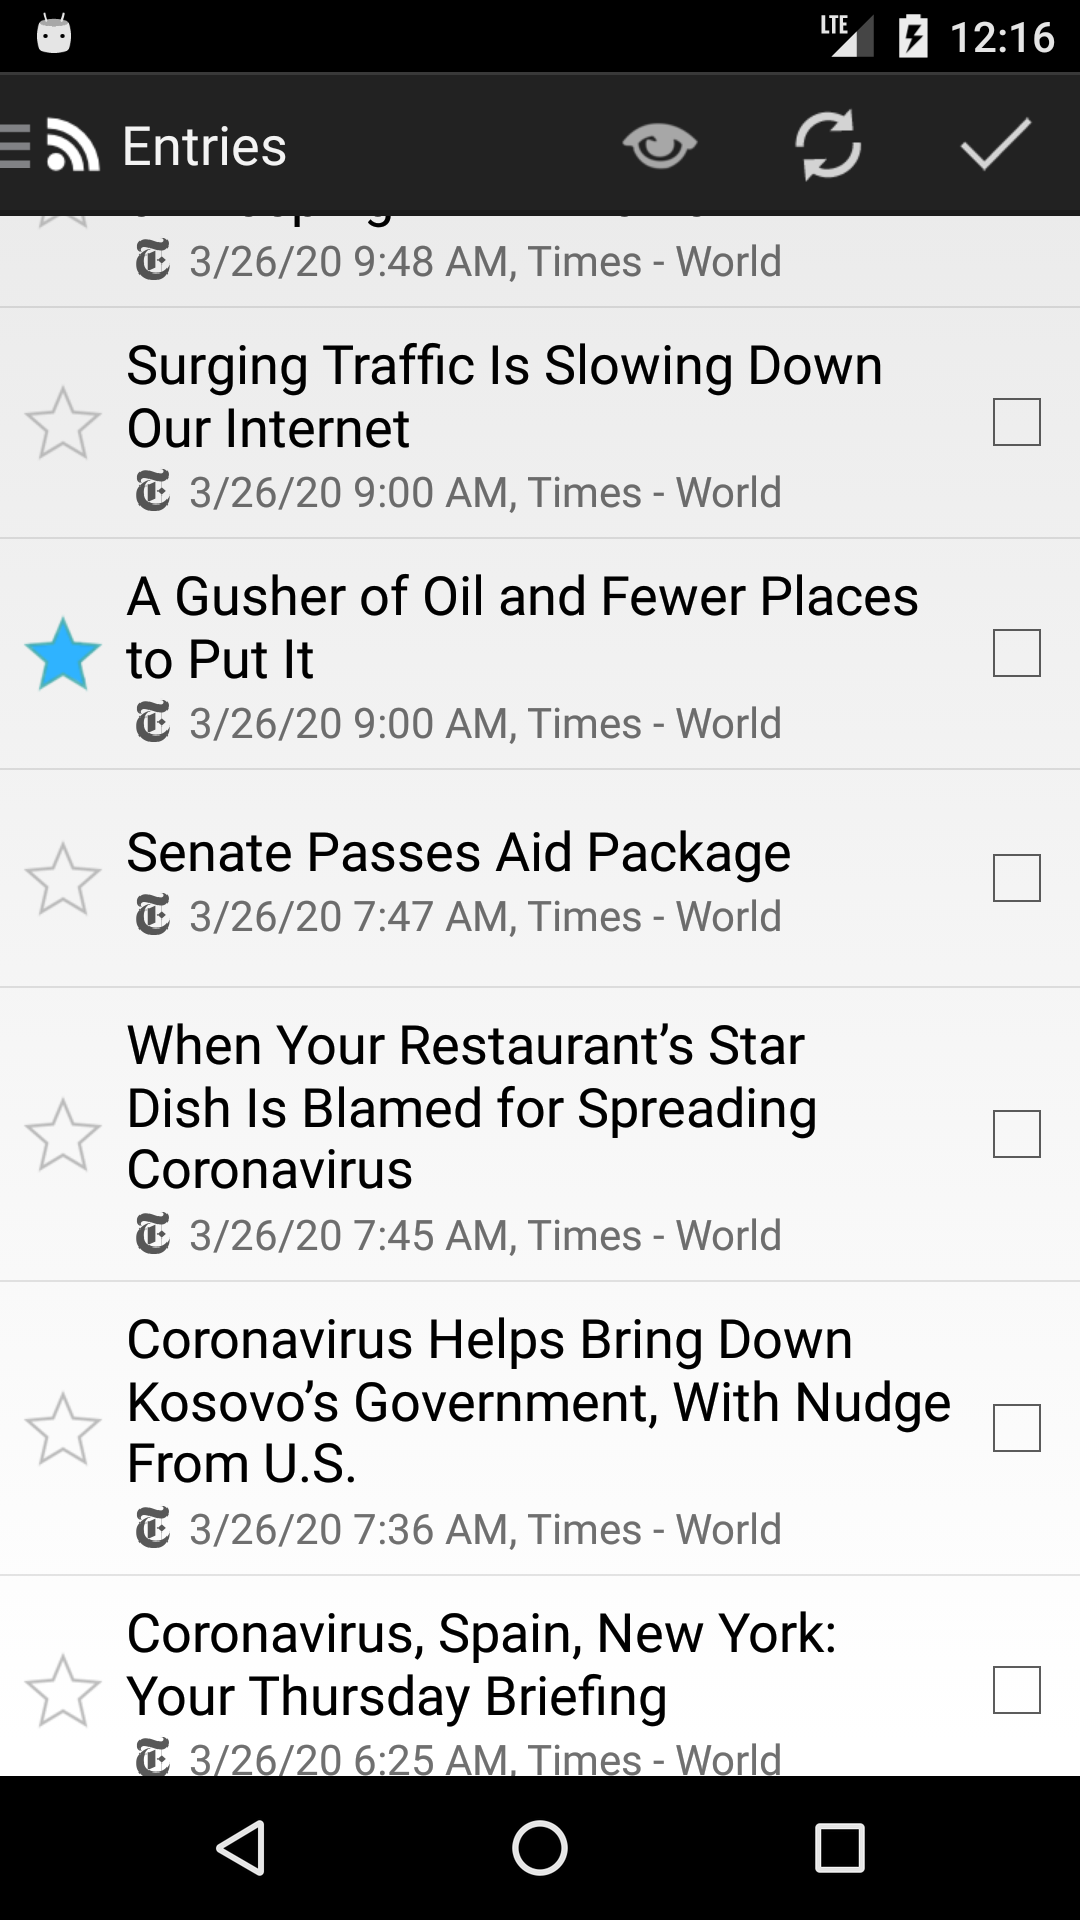 LTE 12:16
Entries
3/26/20 9:48 AM, Times - World
Surging Traffic Is Slowing Down
Our Internet
3/26/20 9:00 AM, Times - World
A Gusher of Oil and Fewer Places
to Put It
3/26/20 9:00 AM, Times - World
Senate Passes Aid Package
3/26/20 7:47 AM, Times - World
When Your Restaurant’s Star
Dish Is Blamed for Spreading
Coronavirus
3/26/20 7:45 AM, Times - World
Coronavirus Helps Bring Down
Kosovo’s Government, With Nudge
From U.S.
3/26/20 7:36 AM, Times - World
Coronavirus, Spain, New York:
Your Thursday Briefing
3/26/20 6:25 AM, Times - World